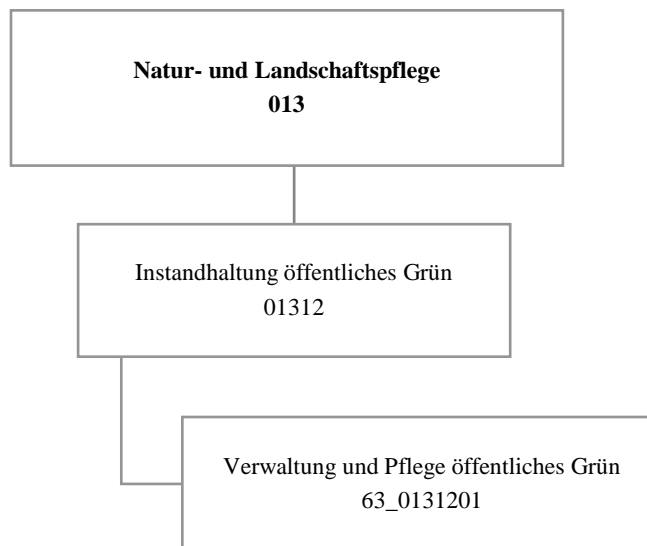 Natur- und Landschaftspflege
013
Instandhaltung öffentliches Grün
01312
Verwaltung und Pflege öffentliches Grün
63_0131201